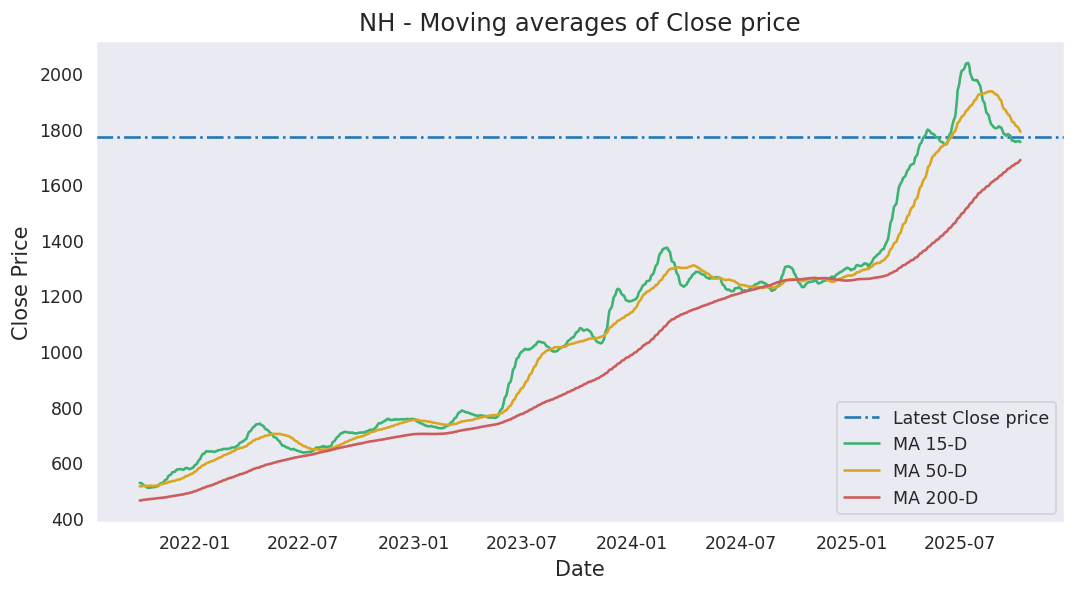 NH - Moving averages of Close price
2000
1800
1600
1400
1200
1000
800
600
400
Close Price
2022-01 2022-07 2023-01 2023-07 2024-01 2024-07 2025-01 2025-07
Date
Latest Close price
MA 15-D
MA 50-D
MA 200-D